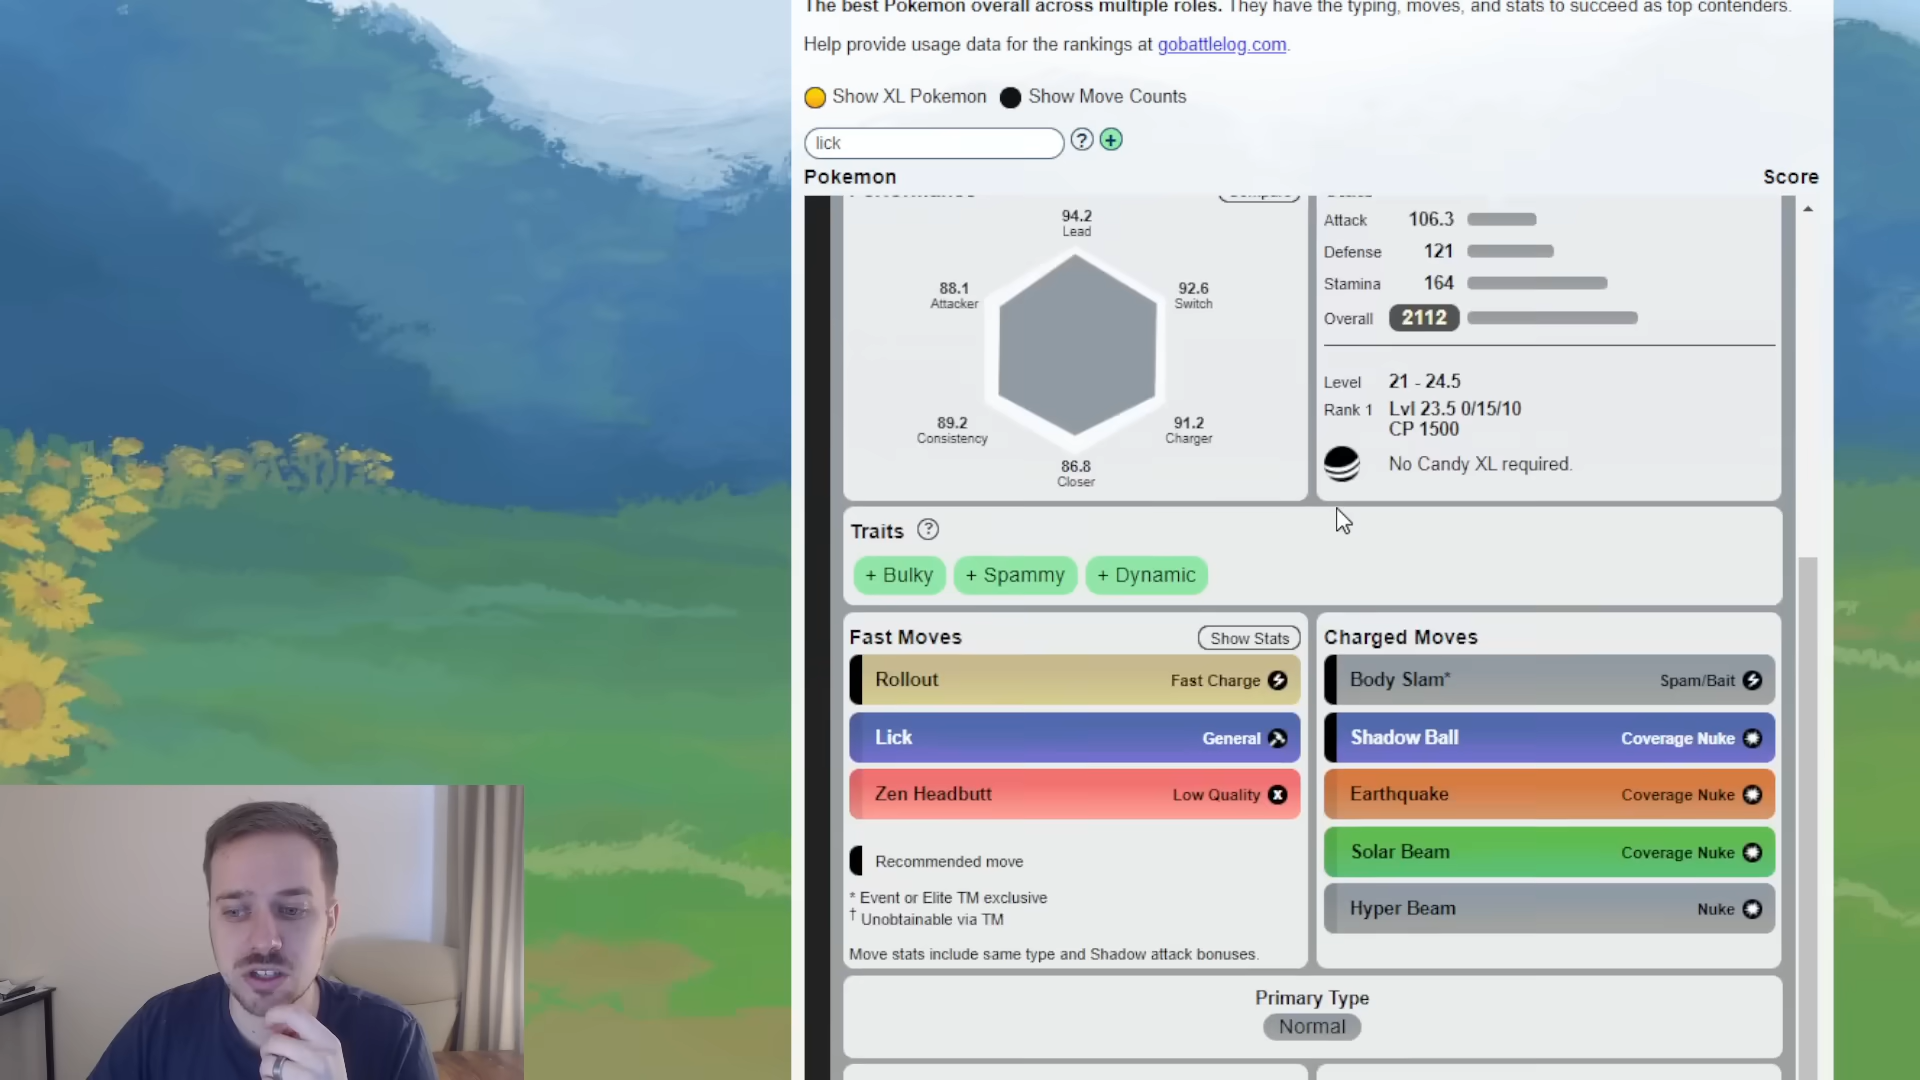 The best Pokemon overall across multiple roles. They have the typing, moves, and stats to succeed as top contenders.
Help provide usage data for the rankings at gobattlelog.com.
Show XL Pokemon Show Move Counts
lick ? +
Pokemon Score
94.2
Lead
88.1
Attacker
92.6
Switch
89.2
Consistency
91.2
Charger
86.8
Closer
Attack 106.3
Defense 121
Stamina 164
Overall 2112
Level 21 - 24.5
Rank 1 Lvl 23.5 0/15/10
CP 1500
No Candy XL required.
Traits ?
+ Bulky + Spammy + Dynamic
Fast Moves Show Stats
Rollout Fast Charge
Lick General
Zen Headbutt Low Quality
Recommended move
* Event or Elite TM exclusive
† Unobtainable via TM
Move stats include same type and Shadow attack bonuses.
Charged Moves
Body Slam* Spam/Bait
Shadow Ball Coverage Nuke
Earthquake Coverage Nuke
Solar Beam Coverage Nuke
Hyper Beam Nuke
Primary Type
Normal